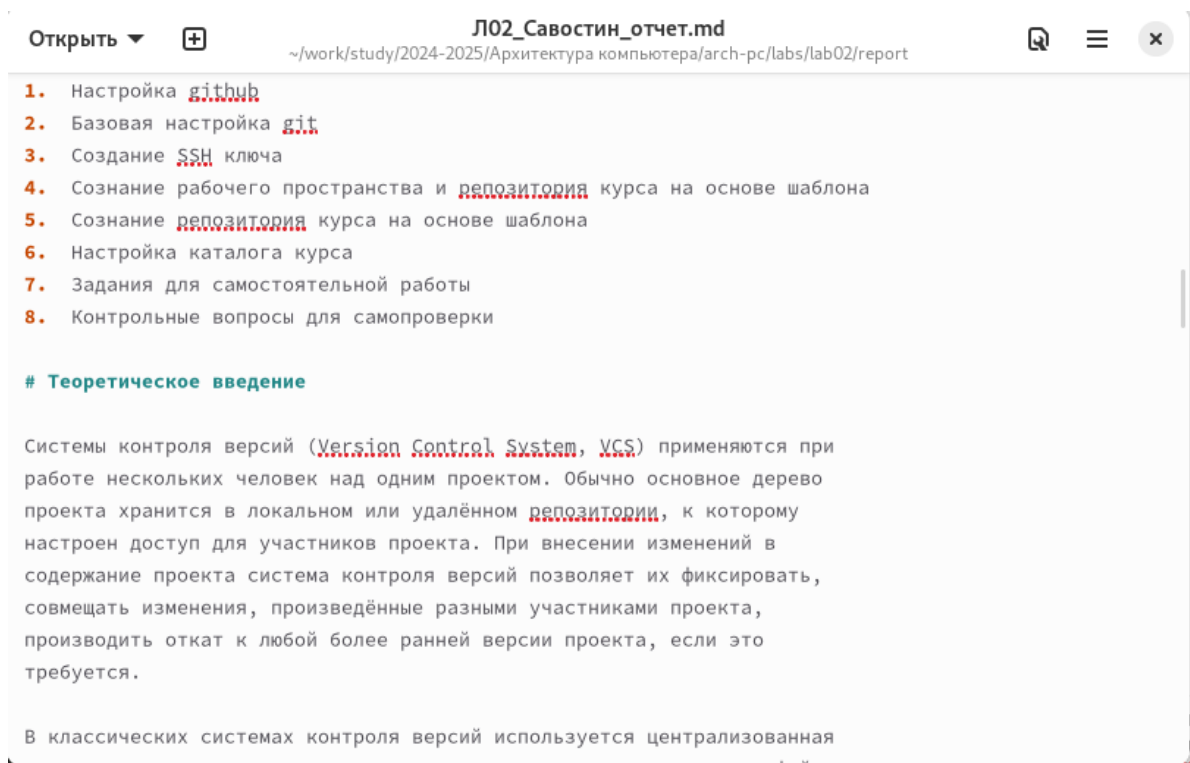 Открыть
Л02_Савостин_отчет.md
~/work/study/2024-2025/Архитектура компьютера/arch-pc/labs/lab02/report
1. Настройка github
2. Базовая настройка git
3. Создание SSH ключа
4. Сознание рабочего пространства и репозитория курса на основе шаблона
5. Сознание репозитория курса на основе шаблона
6. Настройка каталога курса
7. Задания для самостоятельной работы
8. Контрольные вопросы для самопроверки
# Теоретическое введение
Системы контроля версий (Version Control System, VCS) применяются при
работе нескольких человек над одним проектом. Обычно основное дерево
проекта хранится в локальном или удалённом репозитории, к которому
настроен доступ для участников проекта. При внесении изменений в
содержание проекта система контроля версий позволяет их фиксировать,
совмещать изменения, произведённые разными участниками проекта,
производить откат к любой более ранней версии проекта, если это
требуется.
В классических системах контроля версий используется централизованная